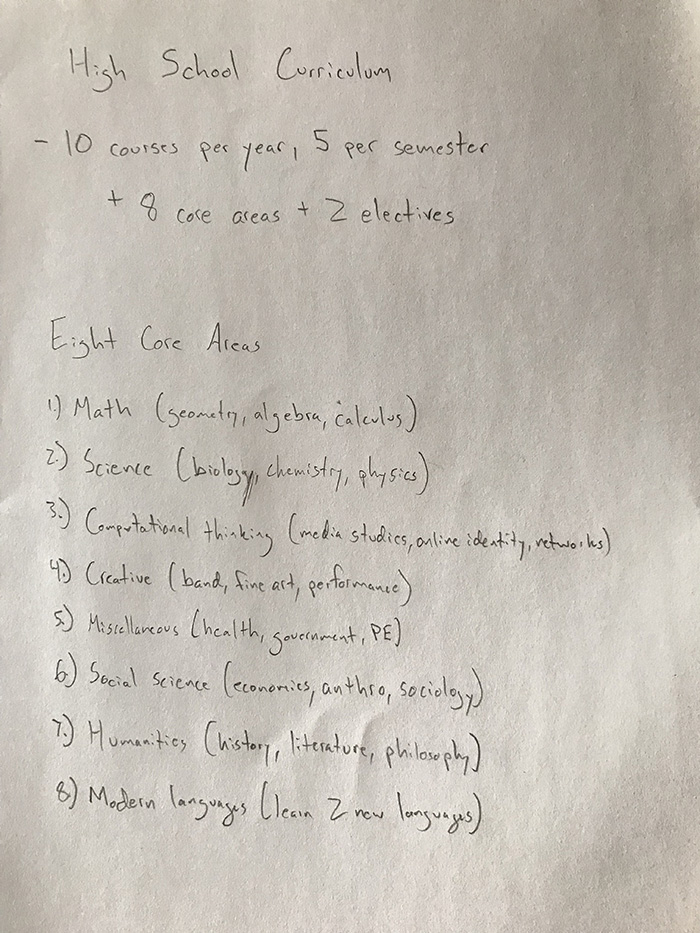 High School Curriculum
- 10 courses per year, 5 per semester
+ 8 core areas + 2 electives
Eight Core Areas
1.) Math (geometry, algebra, calculus)
2.) Science (biology, chemistry, physics)
3.) Computational thinking (media studies, online identity, networks)
4.) Creative (band, fine art, performance)
5.) Miscellaneous (health, government, PE)
6.) Social science (economics, anthro, sociology)
7.) Humanities (history, literature, philosophy)
8.) Modern languages (learn 2 new languages)